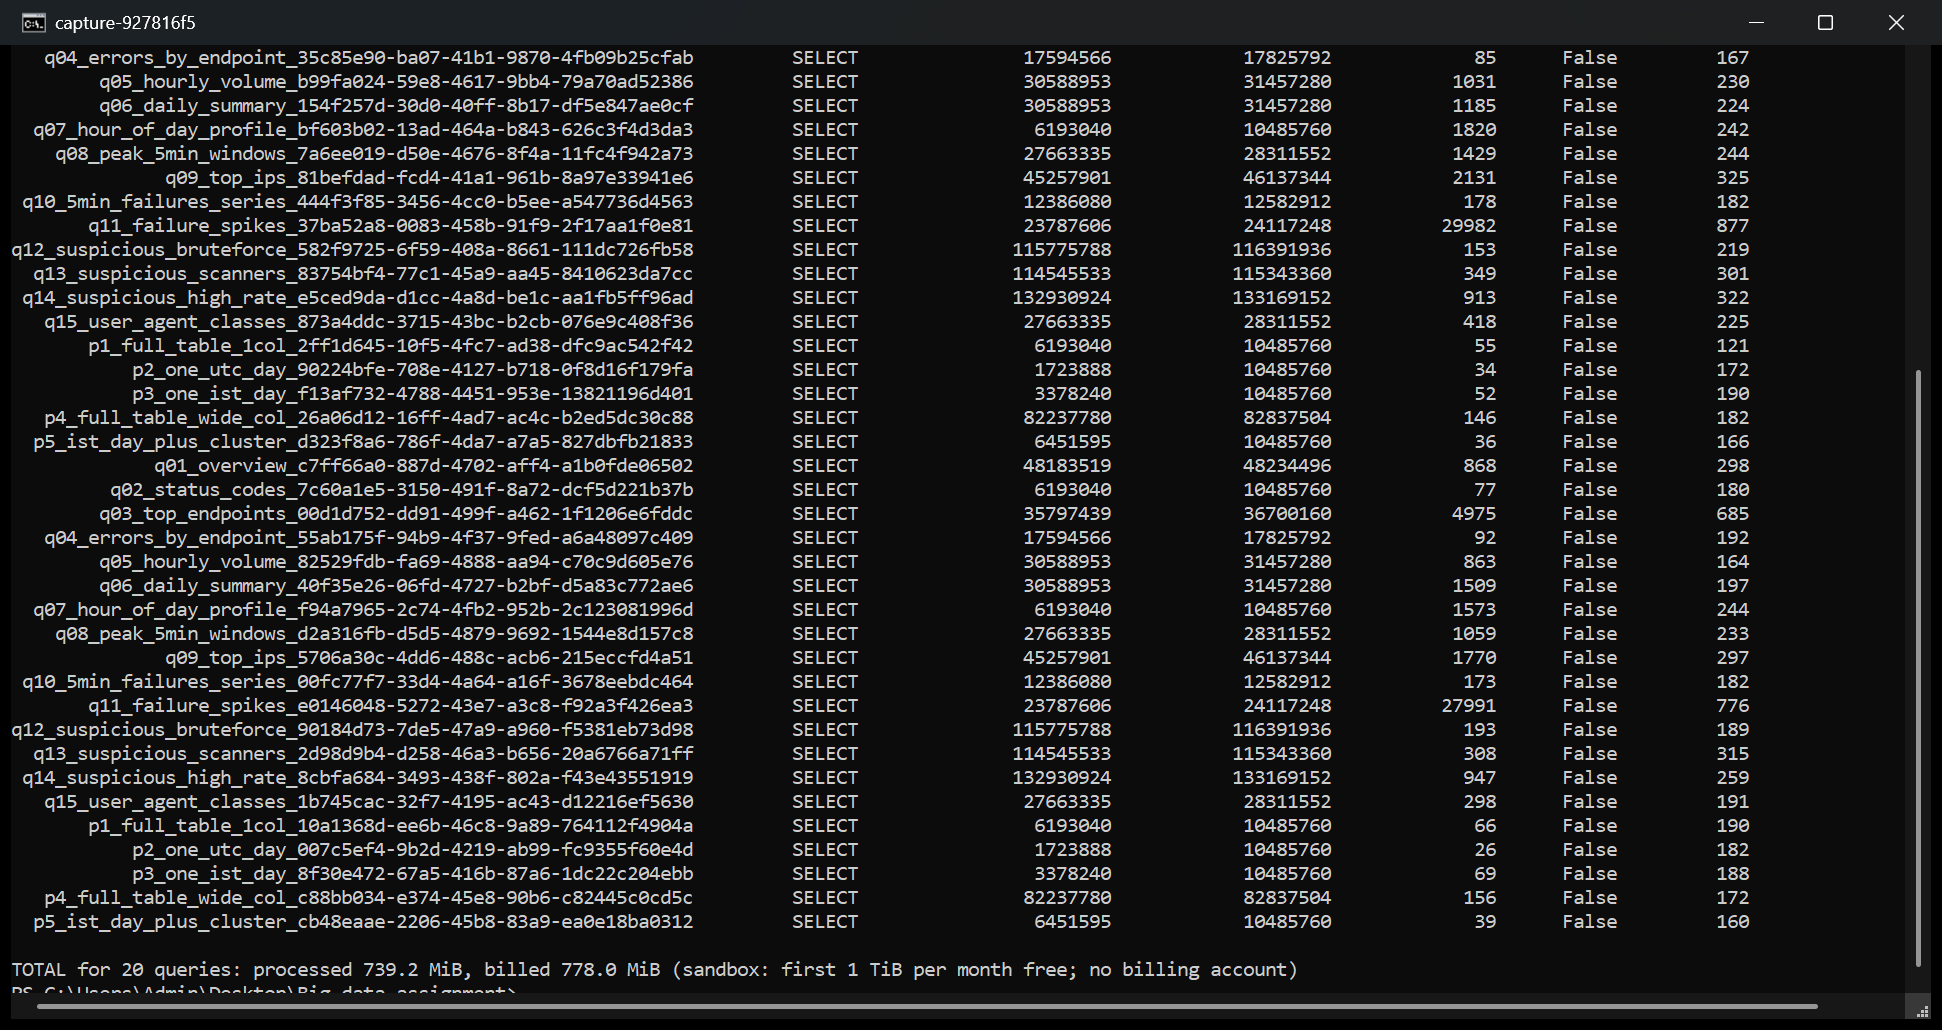 capture-927816f5
q04_errors_by_endpoint_35c85e90-ba07-41b1-9870-4fb09b25cfab SELECT 17594566 17825792 85 False 167
q05_hourly_volume_b99fa024-59e8-4617-9bb4-79a70ad52386 SELECT 30588953 31457280 1031 False 230
q06_daily_summary_154f257d-30d0-40ff-8b17-df5e847ae0cf SELECT 30588953 31457280 1185 False 224
q07_hour_of_day_profile_bf603b02-13ad-464a-b843-626c3f4d3da3 SELECT 6193040 10485760 1820 False 242
q08_peak_5min_windows_7a6ee019-d50e-4676-8f4a-11fc4f942a73 SELECT 27663335 28311552 1429 False 244
q09_top_ips_81befdad-fcd4-41a1-961b-8a97e33941e6 SELECT 45257901 46137344 2131 False 325
q10_5min_failures_series_444f3f85-3456-4cc0-b5ee-a547736d4563 SELECT 12386080 12582912 178 False 182
q11_failure_spikes_37ba52a8-0083-458b-91f9-2f17aa1f0e81 SELECT 23787606 24117248 29982 False 877
q12_suspicious_bruteforce_582f9725-6f59-408a-8661-111dc726fb58 SELECT 115775788 116391936 153 False 219
q13_suspicious_scanners_83754bf4-77c1-45a9-aa45-8410623da7cc SELECT 114545533 115343360 349 False 301
q14_suspicious_high_rate_e5ced9da-d1cc-4a8d-be1c-aa1fb5ff96ad SELECT 132930924 133169152 913 False 322
q15_user_agent_classes_873a4ddc-3715-43bc-b2cb-076e9c408f36 SELECT 27663335 28311552 418 False 225
p1_full_table_1col_2ff1d645-10f5-4fc7-ad38-dfc9ac542f42 SELECT 6193040 10485760 55 False 121
p2_one_utc_day_90224bfe-708e-4127-b718-0f8d16f179fa SELECT 1723888 10485760 34 False 172
p3_one_ist_day_f13af732-4788-4451-953e-13821196d401 SELECT 3378240 10485760 52 False 190
p4_full_table_wide_col_26a06d12-16ff-4ad7-ac4c-b2ed5dc30c88 SELECT 82237780 82837504 146 False 182
p5_ist_day_plus_cluster_d323f8a6-786f-4da7-a7a5-827dbfb21833 SELECT 6451595 10485760 36 False 166
q01_overview_c7ff66a0-887d-4702-aff4-a1b0fde06502 SELECT 48183519 48234496 868 False 298
q02_status_codes_7c60a1e5-3150-491f-8a72-dcf5d221b37b SELECT 6193040 10485760 77 False 180
q03_top_endpoints_00d1d752-dd91-499f-a462-1f1206e6fddc SELECT 35797439 36700160 4975 False 685
q04_errors_by_endpoint_55ab175f-94b9-4f37-9fed-a6a48097c409 SELECT 17594566 17825792 92 False 192
q05_hourly_volume_82529fdb-fa69-4888-aa94-c70c9d605e76 SELECT 30588953 31457280 863 False 164
q06_daily_summary_40f35e26-06fd-4727-b2bf-d5a83c772ae6 SELECT 30588953 31457280 1509 False 197
q07_hour_of_day_profile_f94a7965-2c74-4fb2-952b-2c123081996d SELECT 6193040 10485760 1573 False 244
q08_peak_5min_windows_d2a316fb-d5d5-4879-9692-1544e8d157c8 SELECT 27663335 28311552 1059 False 233
q09_top_ips_5706a30c-4dd6-488c-acb6-215eccfd4a51 SELECT 45257901 46137344 1770 False 297
q10_5min_failures_series_00fc77f7-33d4-4a64-a16f-3678eebdc464 SELECT 12386080 12582912 173 False 182
q11_failure_spikes_e0146048-5272-43e7-a3c8-f92a3f426ea3 SELECT 23787606 24117248 27991 False 776
q12_suspicious_bruteforce_90184d73-7de5-47a9-a960-f5381eb73d98 SELECT 115775788 116391936 193 False 189
q13_suspicious_scanners_2d98d9b4-d258-46a3-b656-20a6766a71ff SELECT 114545533 115343360 308 False 315
q14_suspicious_high_rate_8cbfa684-3493-438f-802a-f43e43551919 SELECT 132930924 133169152 947 False 259
q15_user_agent_classes_1b745cac-32f7-4195-ac43-d12216ef5630 SELECT 27663335 28311552 298 False 191
p1_full_table_1col_10a1368d-ee6b-46c8-9a89-764112f4904a SELECT 6193040 10485760 66 False 190
p2_one_utc_day_007c5ef4-9b2d-4219-ab99-fc9355f60e4d SELECT 1723888 10485760 26 False 182
p3_one_ist_day_8f30e472-67a5-416b-87a6-1dc22c204ebb SELECT 3378240 10485760 69 False 188
p4_full_table_wide_col_c88bb034-e374-45e8-90b6-c82445c0cd5c SELECT 82237780 82837504 156 False 172
p5_ist_day_plus_cluster_cb48eaae-2206-45b8-83a9-ea0e18ba0312 SELECT 6451595 10485760 39 False 160
TOTAL for 20 queries: processed 739.2 MiB, billed 778.0 MiB (sandbox: first 1 TiB per month free; no billing account)
PS C:\Users\Admin\Desktop\Big data assignment>